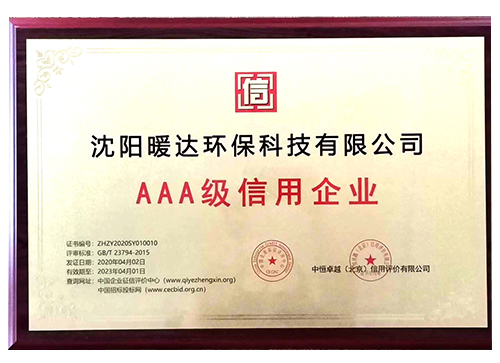 信
沈阳暖达环保科技有限公司
AAA级信用企业
证书编号：ZHZY2020SY010010
评审标准：GB/T 23794-2015
发证日期：2020年04月02日
有效日期：2023年04月01日
查询网址：中国企业征信评价中心（www.qiyezhengxin.org）
中国招标投标网（www.cecbid.org.cn）
中恒卓越（北京）信用评价有限公司